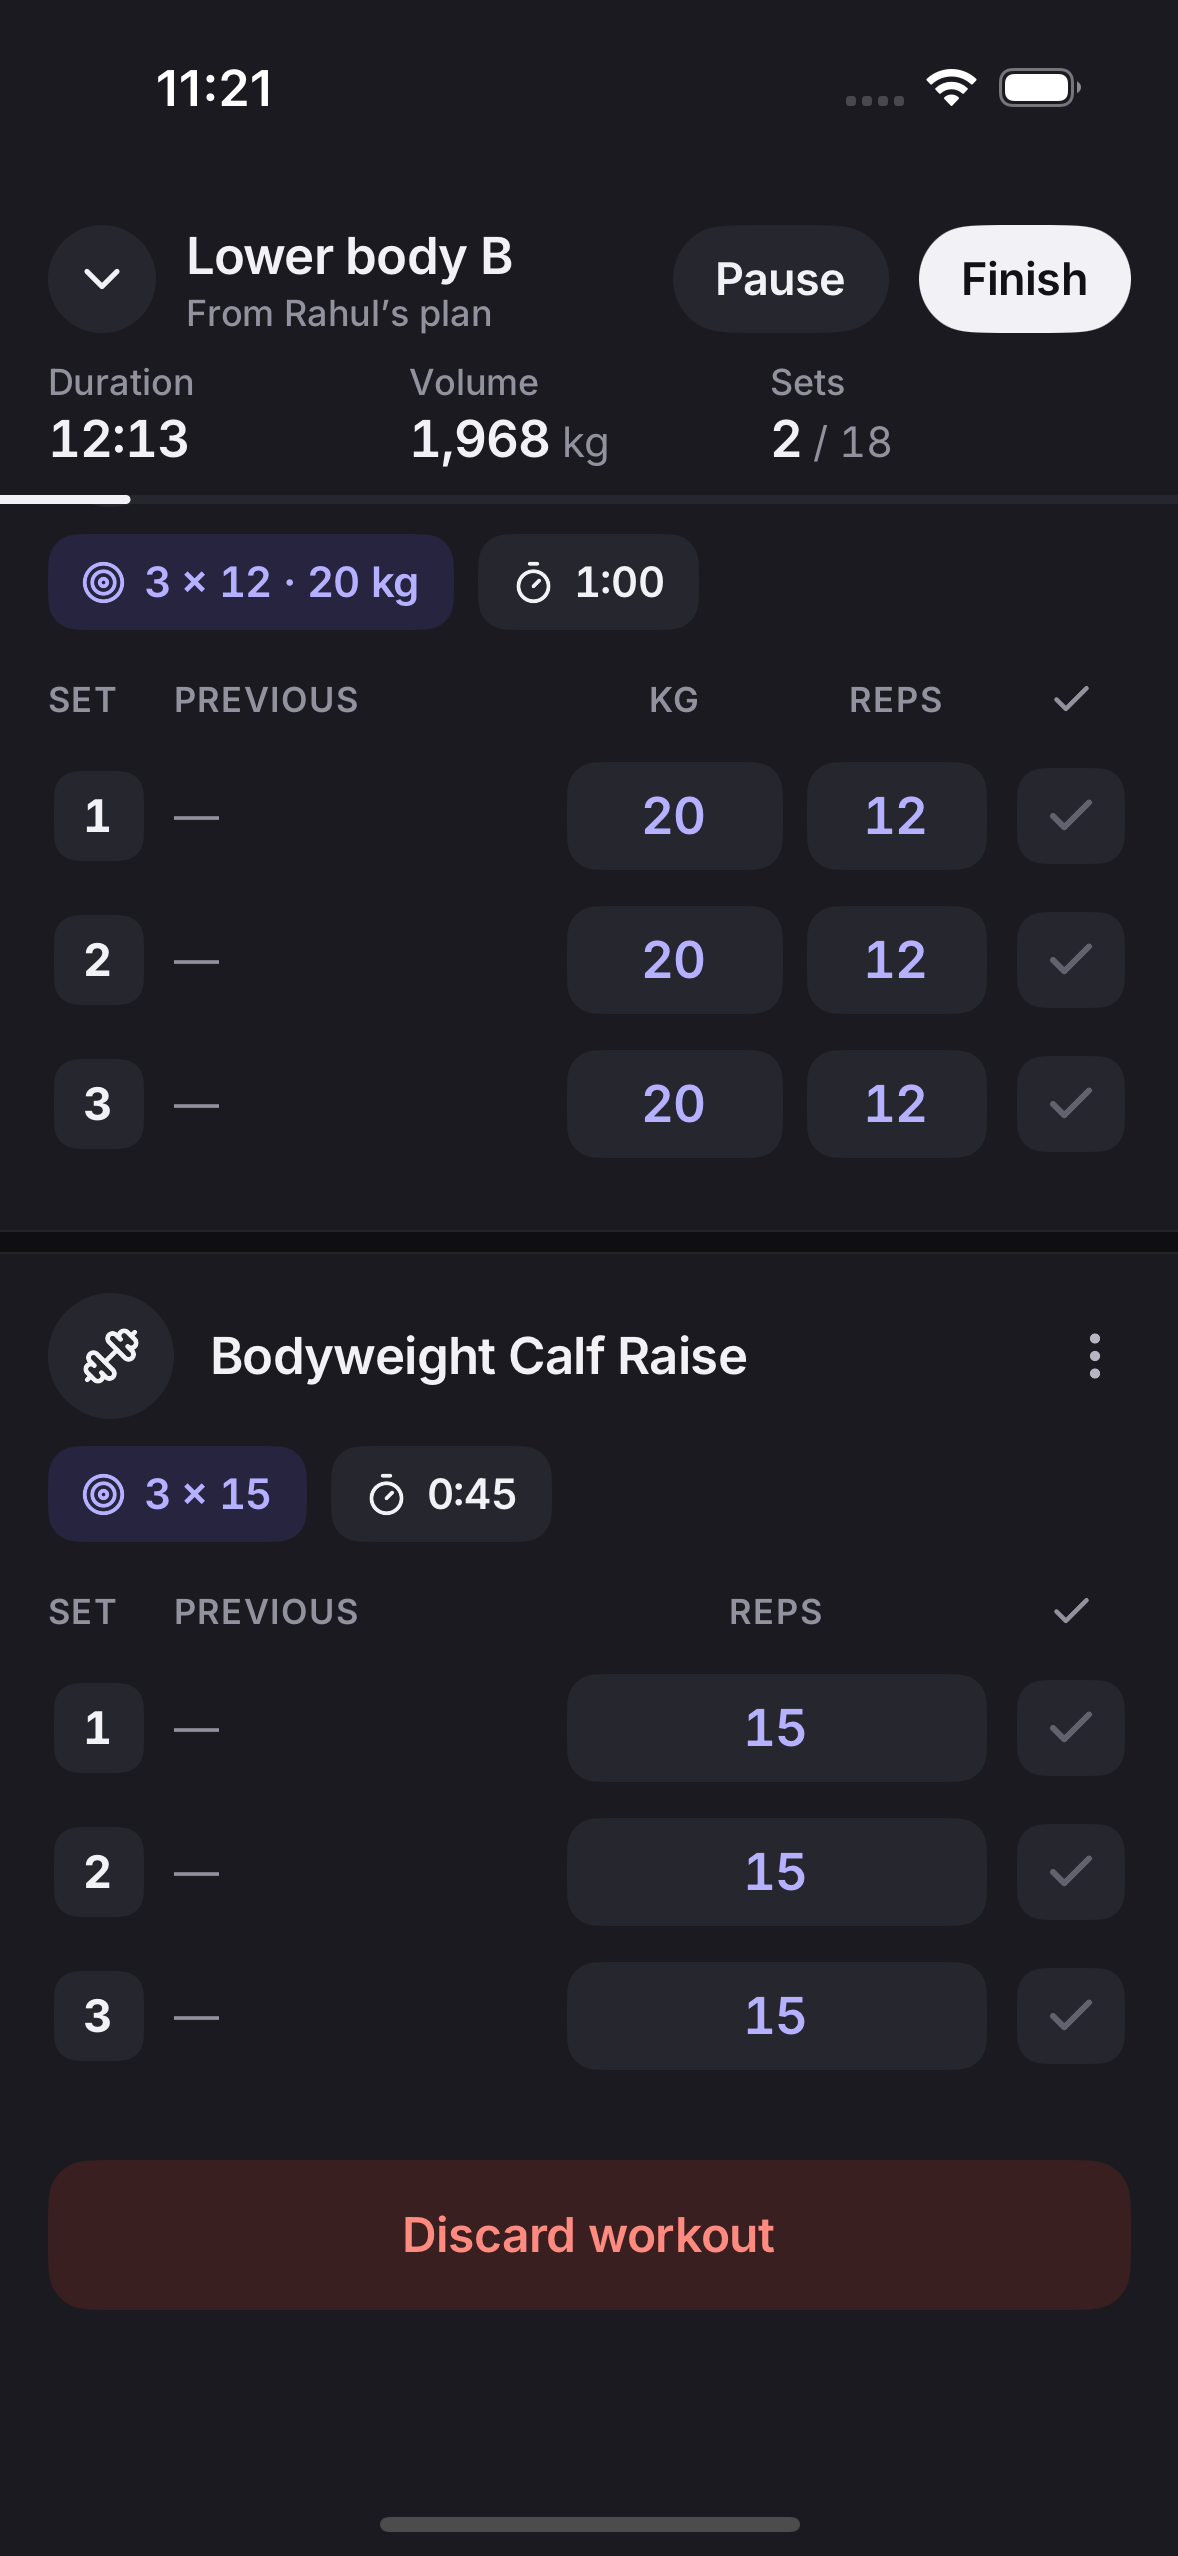 11:21
Lower body B
From Rahul’s plan
Pause
Finish
Duration
12:13
Volume
1,968 kg
Sets
2 / 18
3 × 12 · 20 kg
1:00
SET PREVIOUS KG REPS
1 — 20 12
2 — 20 12
3 — 20 12
Bodyweight Calf Raise
3 × 15
0:45
SET PREVIOUS REPS
1 — 15
2 — 15
3 — 15
Discard workout